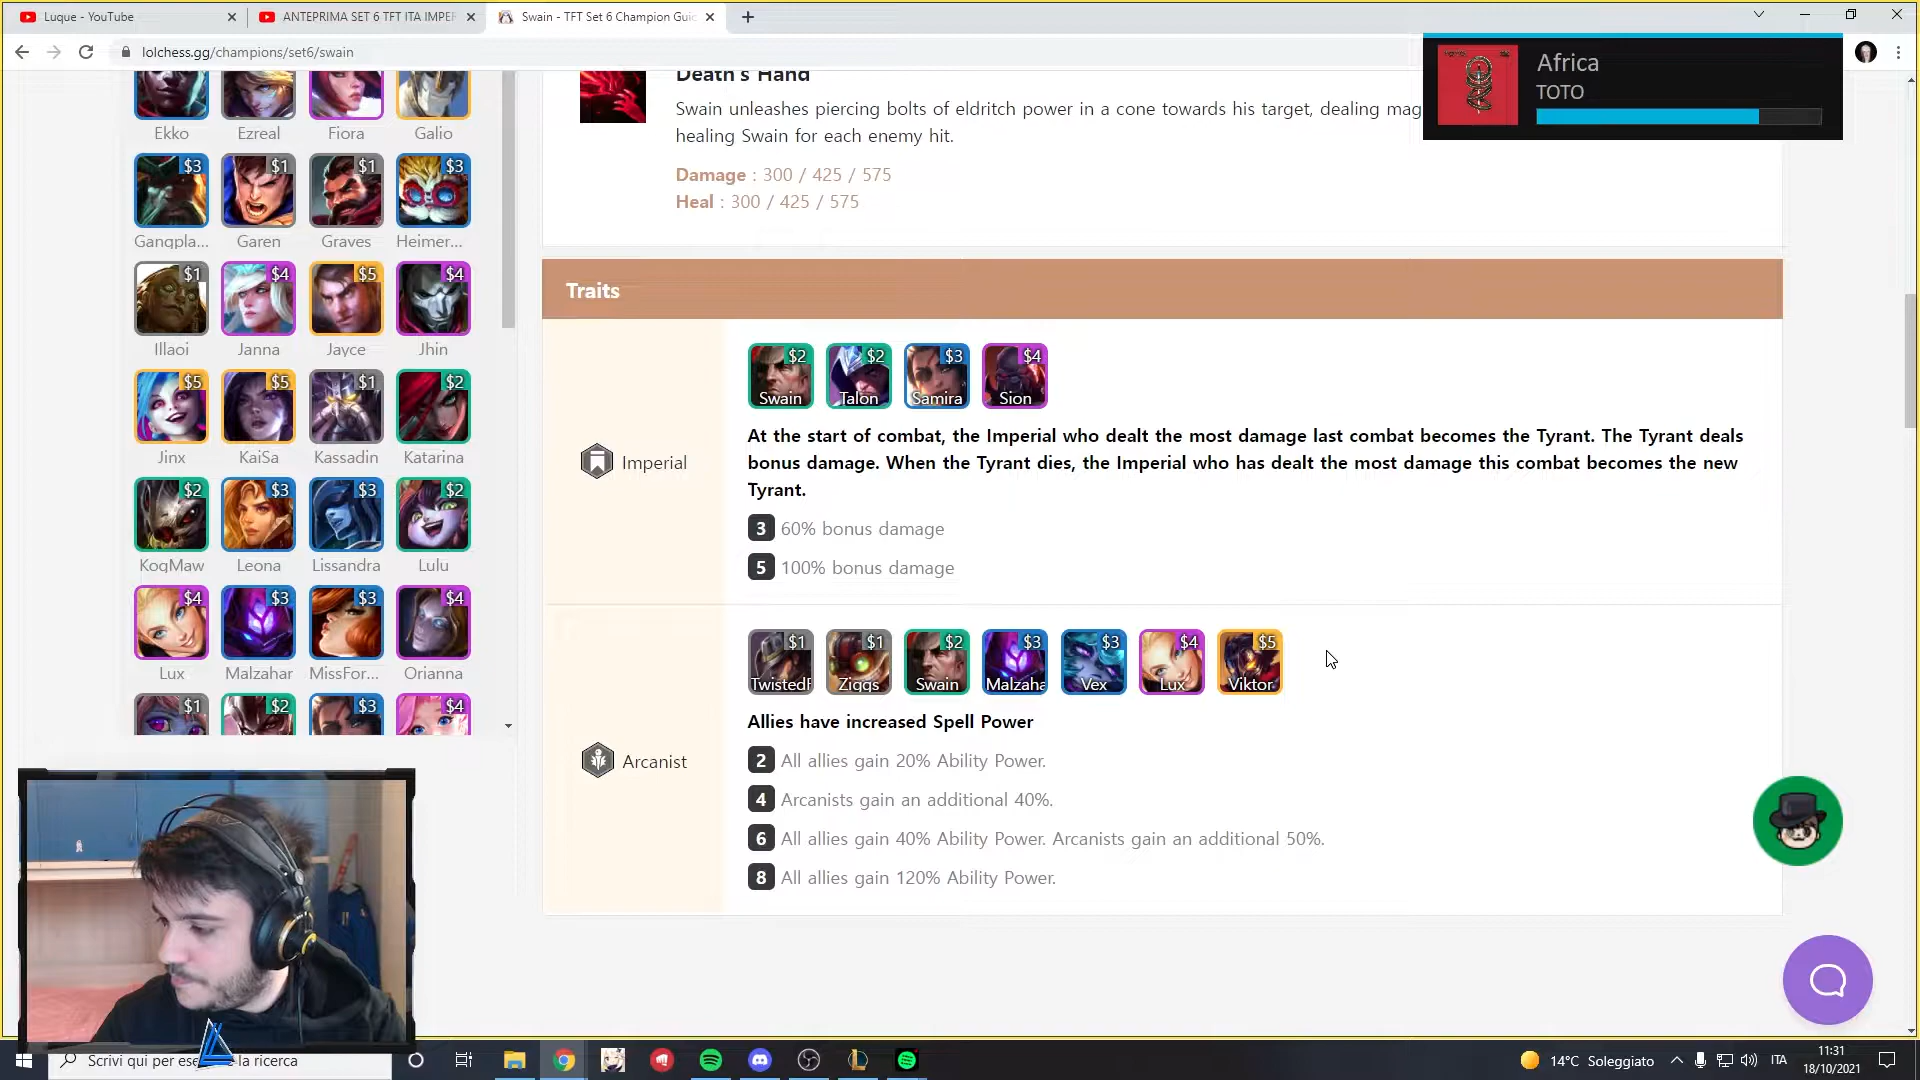 Luque - YouTube
ANTEPRIMA SET 6 TFT ITA IMPER
Swain - TFT Set 6 Champion Guid
lolchess.gg/champions/set6/swain
Africa
TOTO
Death's Hand
Swain unleashes piercing bolts of eldritch power in a cone towards his target, dealing mag
healing Swain for each enemy hit.
Damage : 300 / 425 / 575
Heal : 300 / 425 / 575
Ekko Ezreal Fiora Galio
$3 $1 $1 $3
Gangpla... Garen Graves Heimer...
$1 $4 $5 $4
Illaoi Janna Jayce Jhin
$5 $5 $1 $2
Jinx KaiSa Kassadin Katarina
$2 $3 $3 $2
KogMaw Leona Lissandra Lulu
$4 $3 $3 $4
Lux Malzahar MissFor... Orianna
$1 $2 $3 $4
Traits
$2 $2 $3 $4
Swain Talon Samira Sion
Imperial
At the start of combat, the Imperial who dealt the most damage last combat becomes the Tyrant. The Tyrant deals
bonus damage. When the Tyrant dies, the Imperial who has dealt the most damage this combat becomes the new
Tyrant.
3 60% bonus damage
5 100% bonus damage
$1 $1 $2 $3 $3 $4 $5
TwistedF Ziggs Swain Malzaha Vex Lux Viktor
Arcanist
Allies have increased Spell Power
2 All allies gain 20% Ability Power.
4 Arcanists gain an additional 40%.
6 All allies gain 40% Ability Power. Arcanists gain an additional 50%.
8 All allies gain 120% Ability Power.
Scrivi qui per ese e la ricerca
14°C Soleggiato
ITA
11:31
18/10/2021